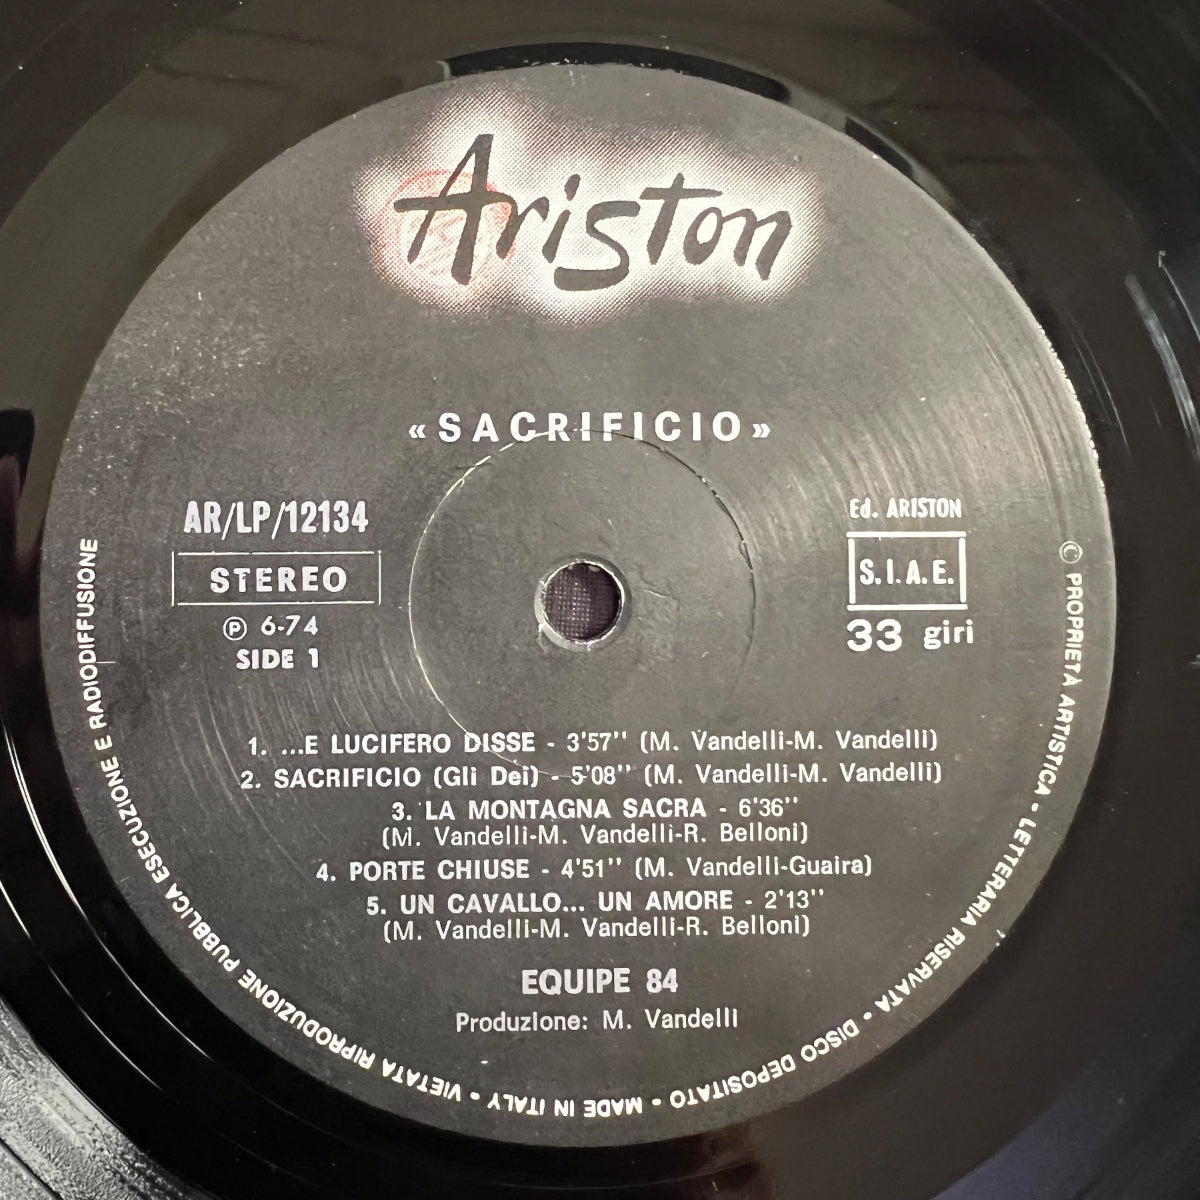 Ariston
«SACRIFICIO»
AR/LP/12134
STEREO
Ⓟ 6-74
SIDE 1
Ed. ARISTON
S.I.A.E.
33 giri
1. ...E LUCIFERO DISSE - 3'57'' (M. Vandelli-M. Vandelli)
2. SACRIFICIO (Gli Dei) - 5'08'' (M. Vandelli-M. Vandelli)
3. LA MONTAGNA SACRA - 6'36''
(M. Vandelli-M. Vandelli-R. Belloni)
4. PORTE CHIUSE - 4'51'' (M. Vandelli-Guaira)
5. UN CAVALLO... UN AMORE - 2'13''
(M. Vandelli-M. Vandelli-R. Belloni)
EQUIPE 84
Produzione: M. Vandelli
© PROPRIETÀ ARTISTICA • LETTERARIA RISERVATA • DISCO DEPOSITATO • MADE IN ITALY • VIETATA RIPRODUZIONE PUBBLICA ESECUZIONE E RADIODIFFUSIONE